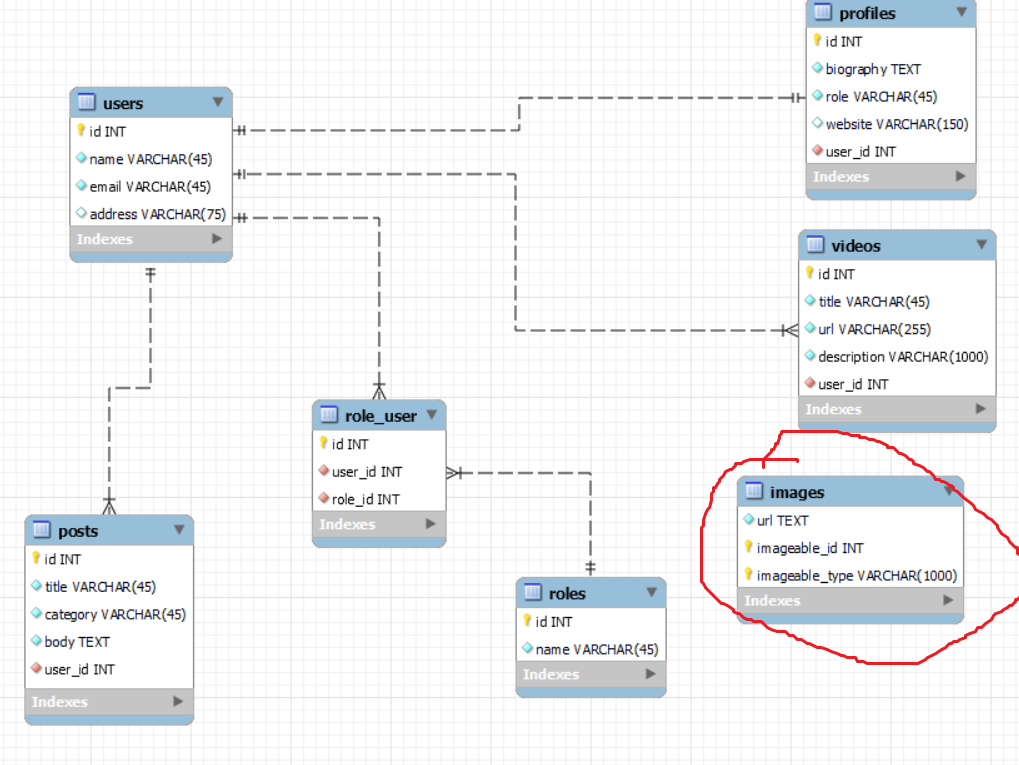 profiles
id INT
biography TEXT
role VARCHAR(45)
website VARCHAR(150)
user_id INT
Indexes
users
id INT
name VARCHAR(45)
email VARCHAR(45)
address VARCHAR(75)
Indexes
videos
id INT
title VARCHAR(45)
url VARCHAR(255)
description VARCHAR(1000)
user_id INT
Indexes
role_user
id INT
user_id INT
role_id INT
Indexes
images
url TEXT
imageable_id INT
imageable_type VARCHAR(1000)
Indexes
posts
id INT
title VARCHAR(45)
category VARCHAR(45)
body TEXT
user_id INT
Indexes
roles
id INT
name VARCHAR(45)
Indexes